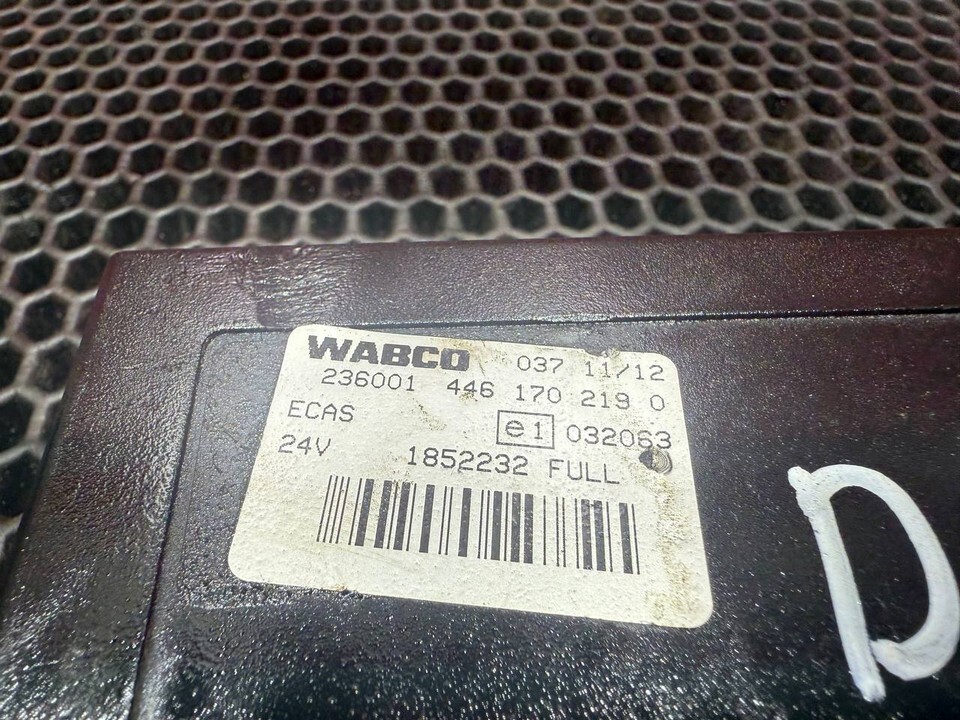 WABCO 037 11/12
236001 446 170 219 0
ECAS e1 032063
24V 1852232 FULL
D